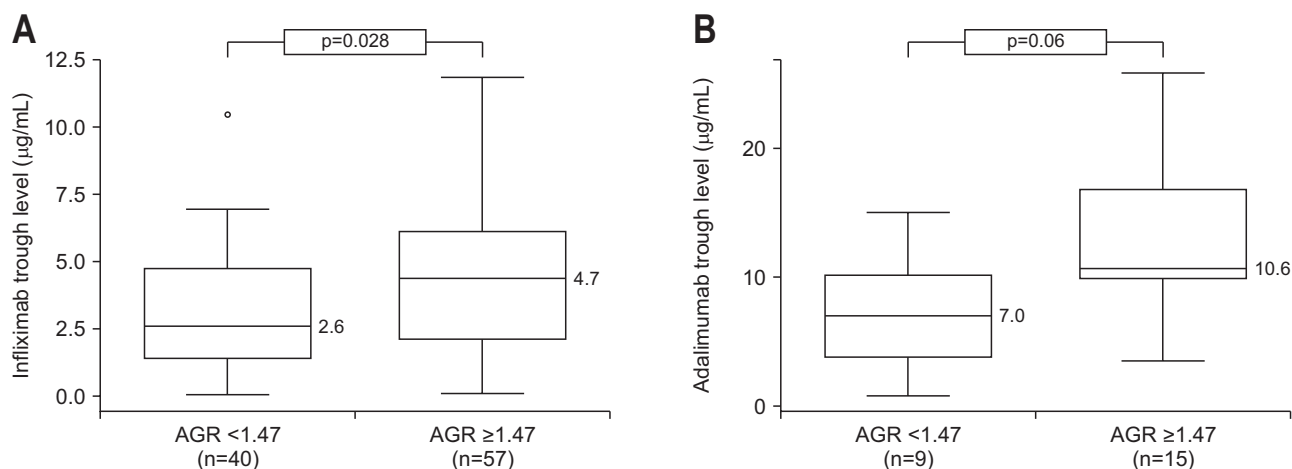 A
p=0.028
Infliximab trough level (μg/mL)
12.5
10.0
7.5
5.0
2.5
0.0
2.6
4.7
AGR <1.47
(n=40)
AGR ≥1.47
(n=57)
B
p=0.06
Adalimumab trough level (μg/mL)
20
10
0
7.0
10.6
AGR <1.47
(n=9)
AGR ≥1.47
(n=15)